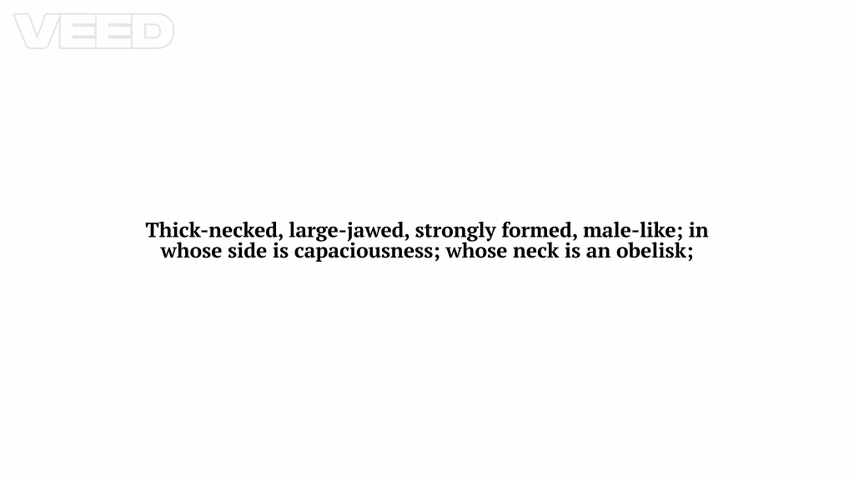 VEED
Thick-necked, large-jawed, strongly formed, male-like; in
whose side is capaciousness; whose neck is an obelisk;